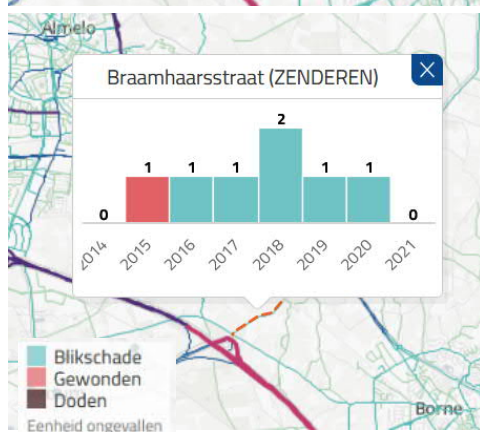 Almelo
Braamhaarsstraat (ZENDEREN)
2
1 1 1 1 1
0 0
2014 2015 2016 2017 2018 2019 2020 2021
Blikschade
Gewonden
Doden
Borne
Eenheid ongevallen